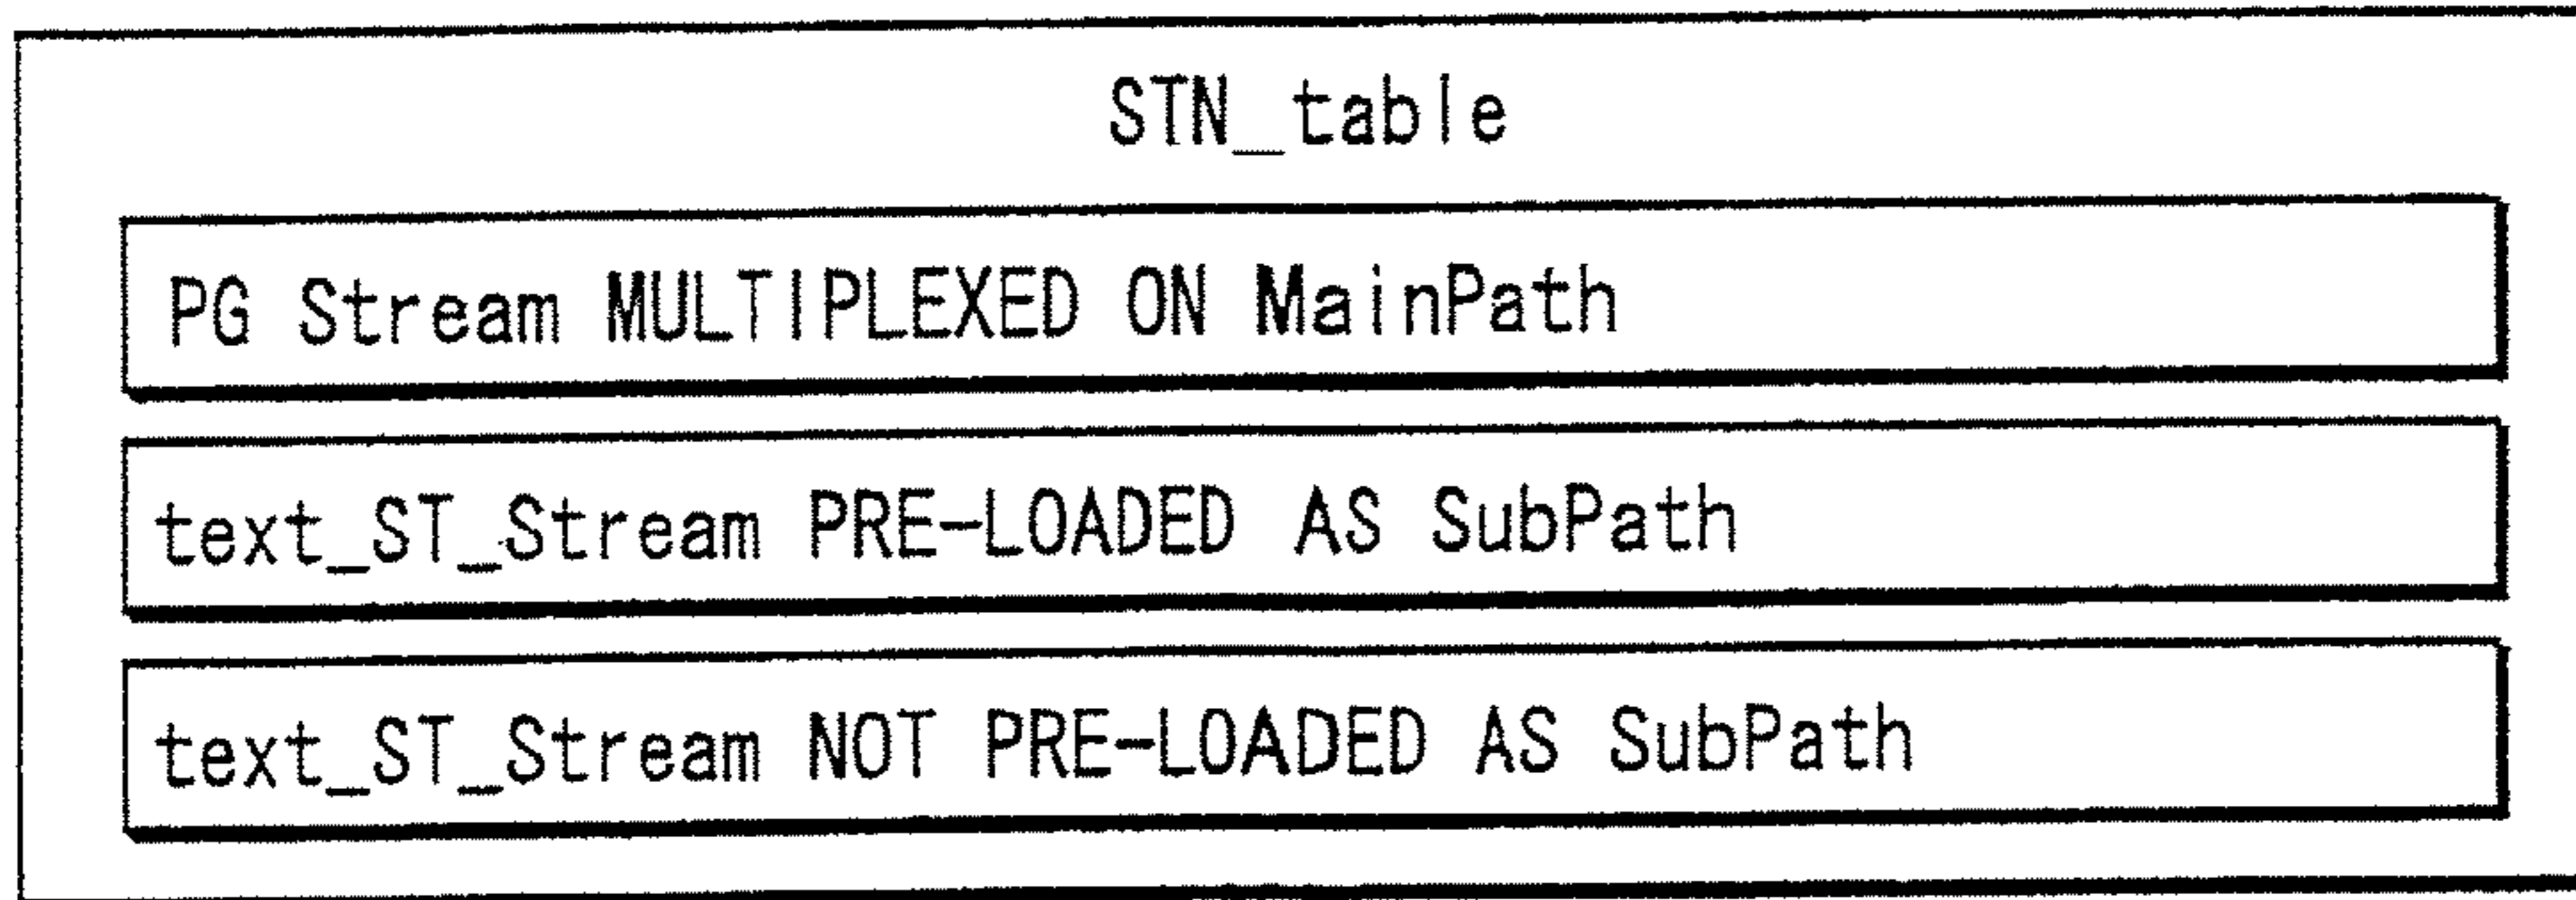 STN_table
PG Stream MULTIPLEXED ON MainPath
text_ST_Stream PRE-LOADED AS SubPath
text_ST_Stream NOT PRE-LOADED AS SubPath